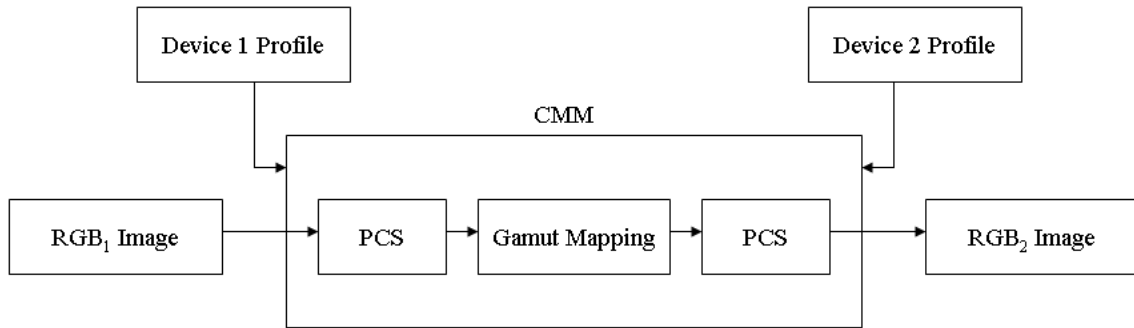 Device 1 Profile
Device 2 Profile
CMM
RGB₁ Image
PCS
Gamut Mapping
PCS
RGB₂ Image